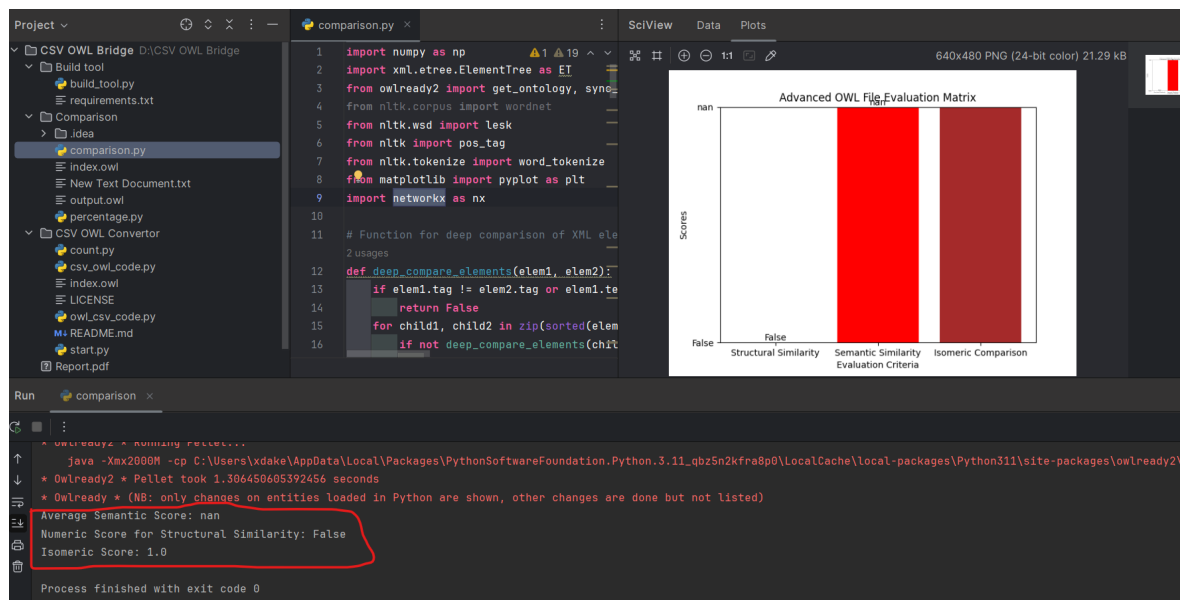 Project
CSV OWL Bridge D:\CSV OWL Bridge
Build tool
build_tool.py
requirements.txt
Comparison
.idea
comparison.py
index.owl
New Text Document.txt
output.owl
percentage.py
CSV OWL Convertor
count.py
csv_owl_code.py
index.owl
LICENSE
owl_csv_code.py
M↓ README.md
start.py
Report.pdf
comparison.py
1 19
1 import numpy as np
2 import xml.etree.ElementTree as ET
3 from owlready2 import get_ontology, sync_
4 from nltk.corpus import wordnet
5 from nltk.wsd import lesk
6 from nltk import pos_tag
7 from nltk.tokenize import word_tokenize
8 from matplotlib import pyplot as plt
9 import networkx as nx
10
11 # Function for deep comparison of XML ele
2 usages
12 def deep_compare_elements(elem1, elem2):
13 if elem1.tag != elem2.tag or elem1.te
14 return False
15 for child1, child2 in zip(sorted(elem
16 if not deep_compare_elements(chil
SciView Data Plots
1:1 640x480 PNG (24-bit color) 21.29 kB
Advanced OWL File Evaluation Matrix
nan
nan
Scores
False
False
Structural Similarity Semantic Similarity Isomeric Comparison
Evaluation Criteria
Run comparison
* Owlready2 * Running Pellet...
java -Xmx2000M -cp C:\Users\xdake\AppData\Local\Packages\PythonSoftwareFoundation.Python.3.11_qbz5n2kfra8p0\LocalCache\local-packages\Python311\site-packages\owlready2\
* Owlready2 * Pellet took 1.306450605392456 seconds
* Owlready * (NB: only changes on entities loaded in Python are shown, other changes are done but not listed)
Average Semantic Score: nan
Numeric Score for Structural Similarity: False
Isomeric Score: 1.0
Process finished with exit code 0